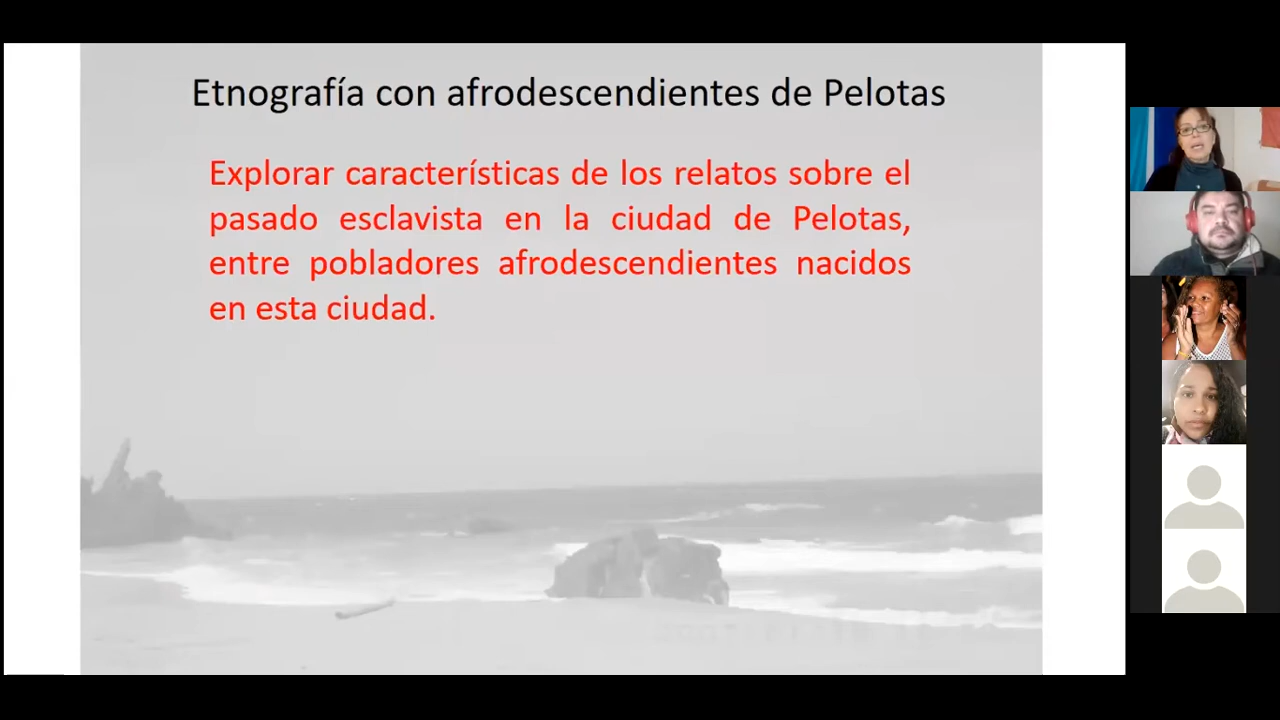 Etnografía con afrodescendientes de Pelotas
Explorar características de los relatos sobre el
pasado esclavista en la ciudad de Pelotas,
entre pobladores afrodescendientes nacidos
en esta ciudad.